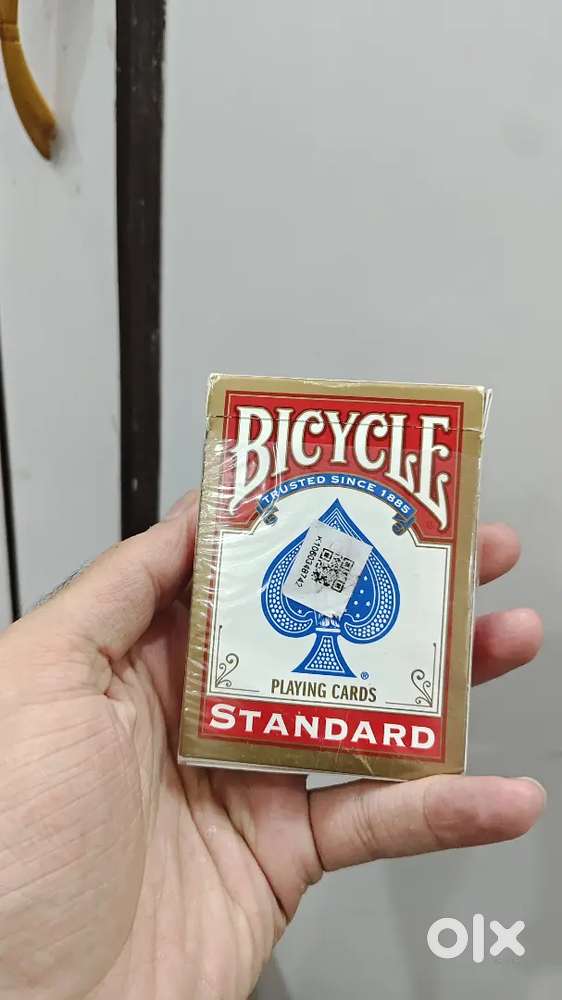 BICYCLE
TRUSTED SINCE 1885
®
PLAYING CARDS
STANDARD
olx